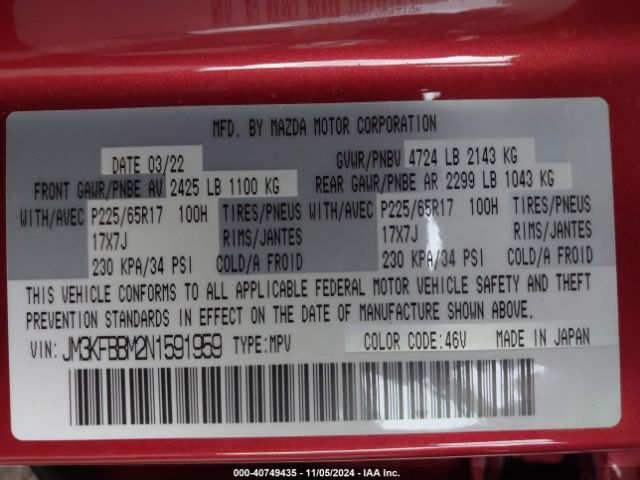 MFD. BY MAZDA MOTOR CORPORATION
DATE 03/22 GVWR/PNBV 4724 LB 2143 KG
FRONT GAWR/PNBE AV 2425 LB 1100 KG REAR GAWR/PNBE AR 2299 LB 1043 KG
WITH/AVEC P225/65R17 100H TIRES/PNEUS WITH/AVEC P225/65R17 100H TIRES/PNEUS
17X7J RIMS/JANTES 17X7J RIMS/JANTES
230 KPA/34 PSI COLD/A FROID 230 KPA/34 PSI COLD/A FROID
THIS VEHICLE CONFORMS TO ALL APPLICABLE FEDERAL MOTOR VEHICLE SAFETY AND THEFT
PREVENTION STANDARDS IN EFFECT ON THE DATE OF MANUFACTURE SHOWN ABOVE.
VIN: JM3KFBBM2N1591959 TYPE:MPV COLOR CODE:46V MADE IN JAPAN
000-40749435 - 11/05/2024 - IAA Inc.